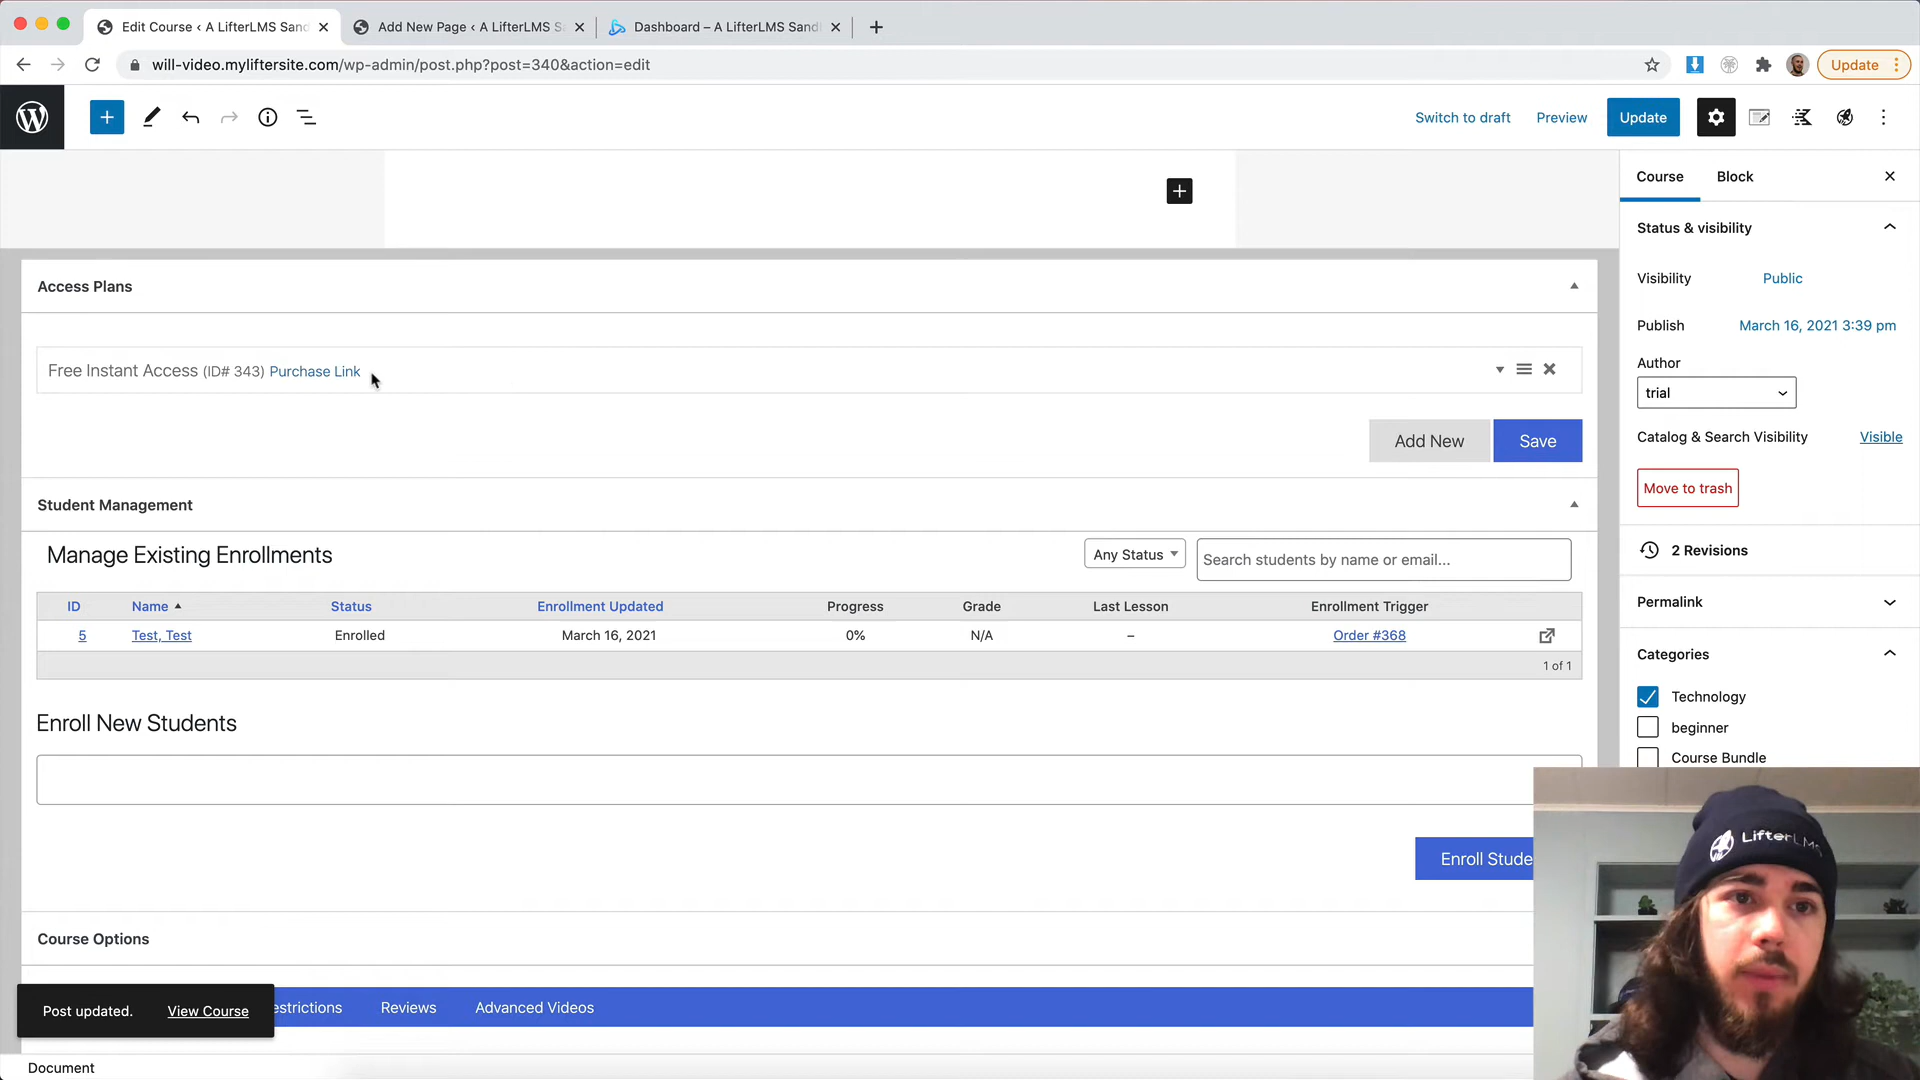 Edit Course ‹ A LifterLMS Sand
Add New Page ‹ A LifterLMS Sa
Dashboard – A LifterLMS Sand
will-video.myliftersite.com/wp-admin/post.php?post=340&action=edit
Update
Switch to draft
Preview
Update
Course
Block
Status & visibility
Visibility
Public
Publish
March 16, 2021 3:39 pm
Author
trial
Catalog & Search Visibility
Visible
Move to trash
2 Revisions
Permalink
Categories
Technology
beginner
Course Bundle
Access Plans
Free Instant Access (ID# 343) Purchase Link
Add New
Save
Student Management
Manage Existing Enrollments
Any Status
Search students by name or email...
ID Name Status Enrollment Updated Progress Grade Last Lesson Enrollment Trigger
5 Test, Test Enrolled March 16, 2021 0% N/A – Order #368
1 of 1
Enroll New Students
Enroll Stude
Course Options
estrictions Reviews Advanced Videos
Post updated. View Course
Document
LifterLMS